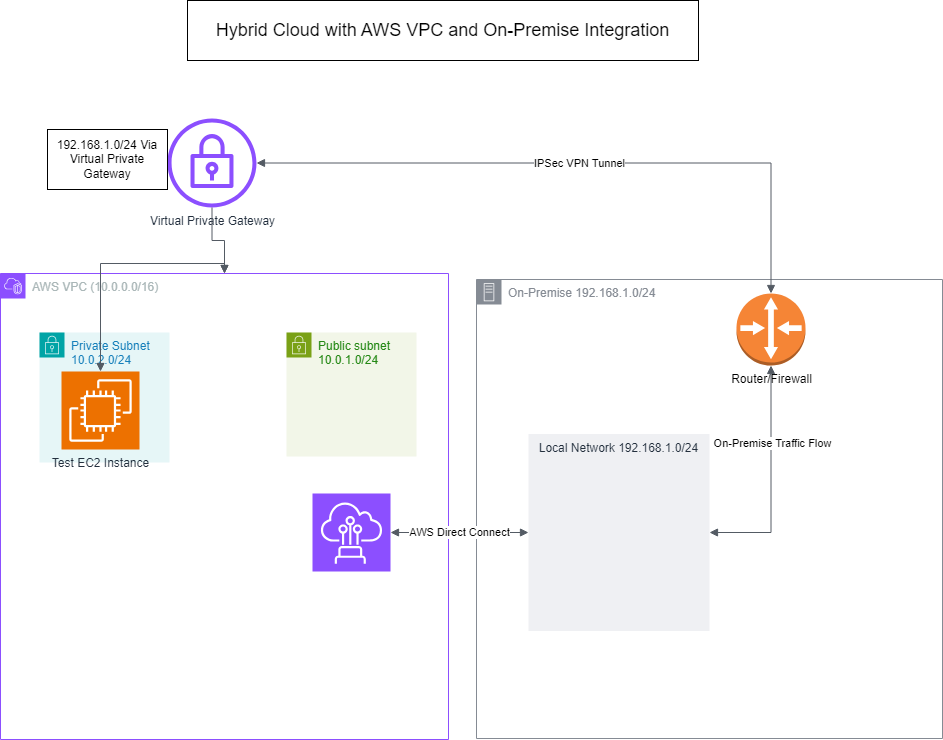 Hybrid Cloud with AWS VPC and On-Premise Integration
192.168.1.0/24 Via
Virtual Private
Gateway
IPSec VPN Tunnel
Virtual Private Gateway
AWS VPC (10.0.0.0/16)
On-Premise 192.168.1.0/24
Private Subnet
10.0.2.0/24
Public subnet
10.0.1.0/24
Router/Firewall
On-Premise Traffic Flow
Local Network 192.168.1.0/24
Test EC2 Instance
AWS Direct Connect